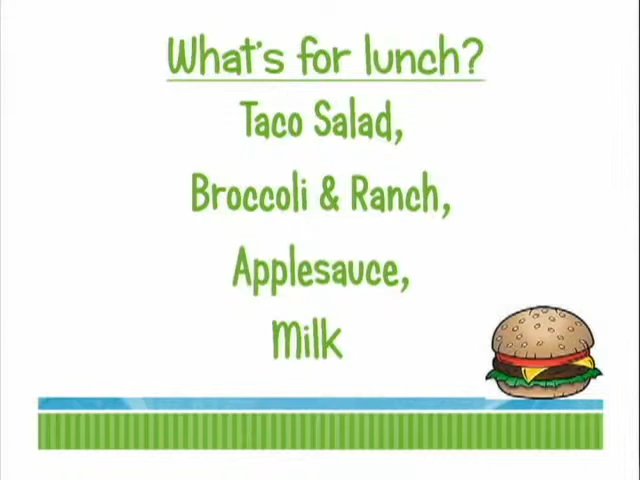 What's for lunch?
Taco Salad,
Broccoli & Ranch,
Applesauce,
Milk